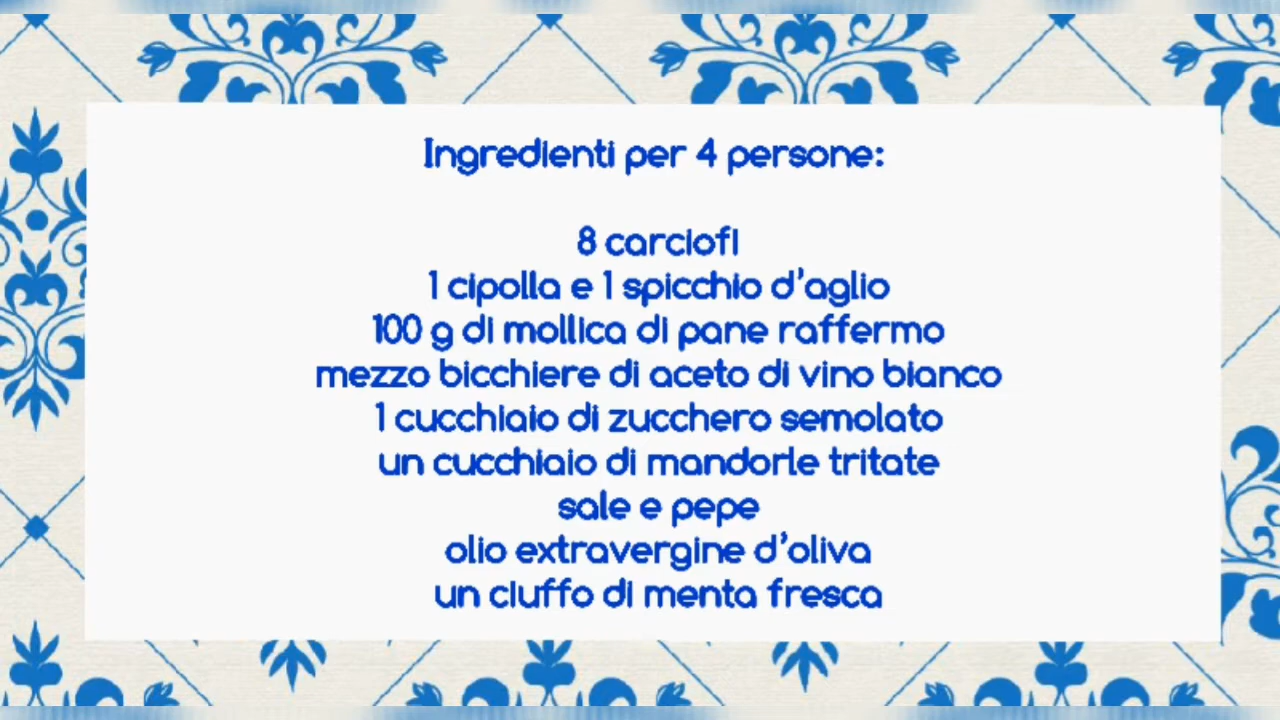 Ingredienti per 4 persone:
8 carciofi
1 cipolla e 1 spicchio d'aglio
100 g di mollica di pane raffermo
mezzo bicchiere di aceto di vino bianco
1 cucchiaio di zucchero semolato
un cucchiaio di mandorle tritate
sale e pepe
olio extravergine d'oliva
un ciuffo di menta fresca